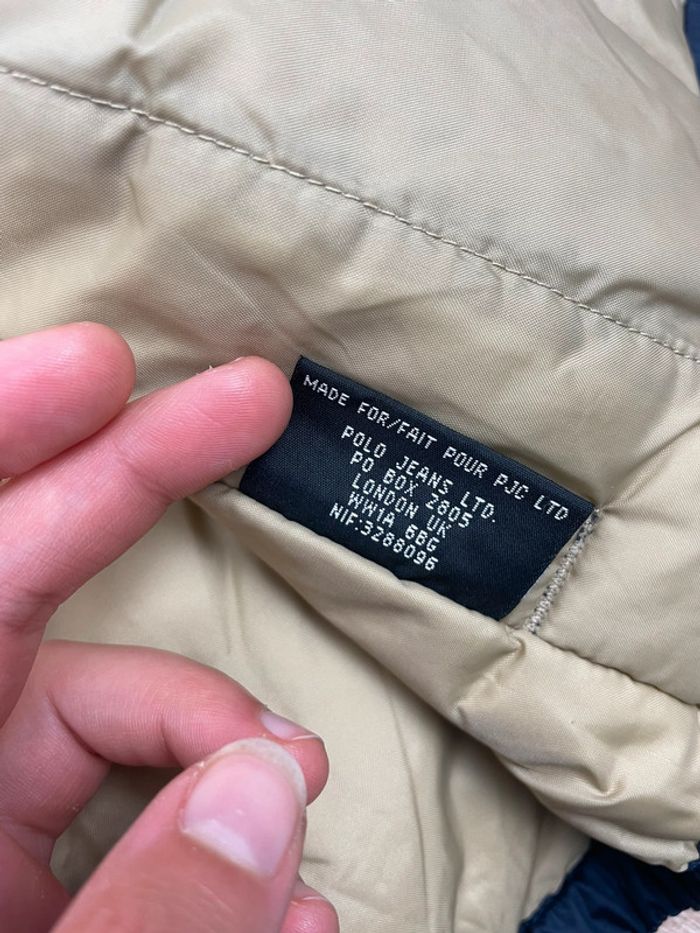 MADE FOR/FAIT POUR PJC LTD
POLO JEANS LTD.
PO BOX 2805
LONDON UK
WW1A 6BG
NIF:3288096